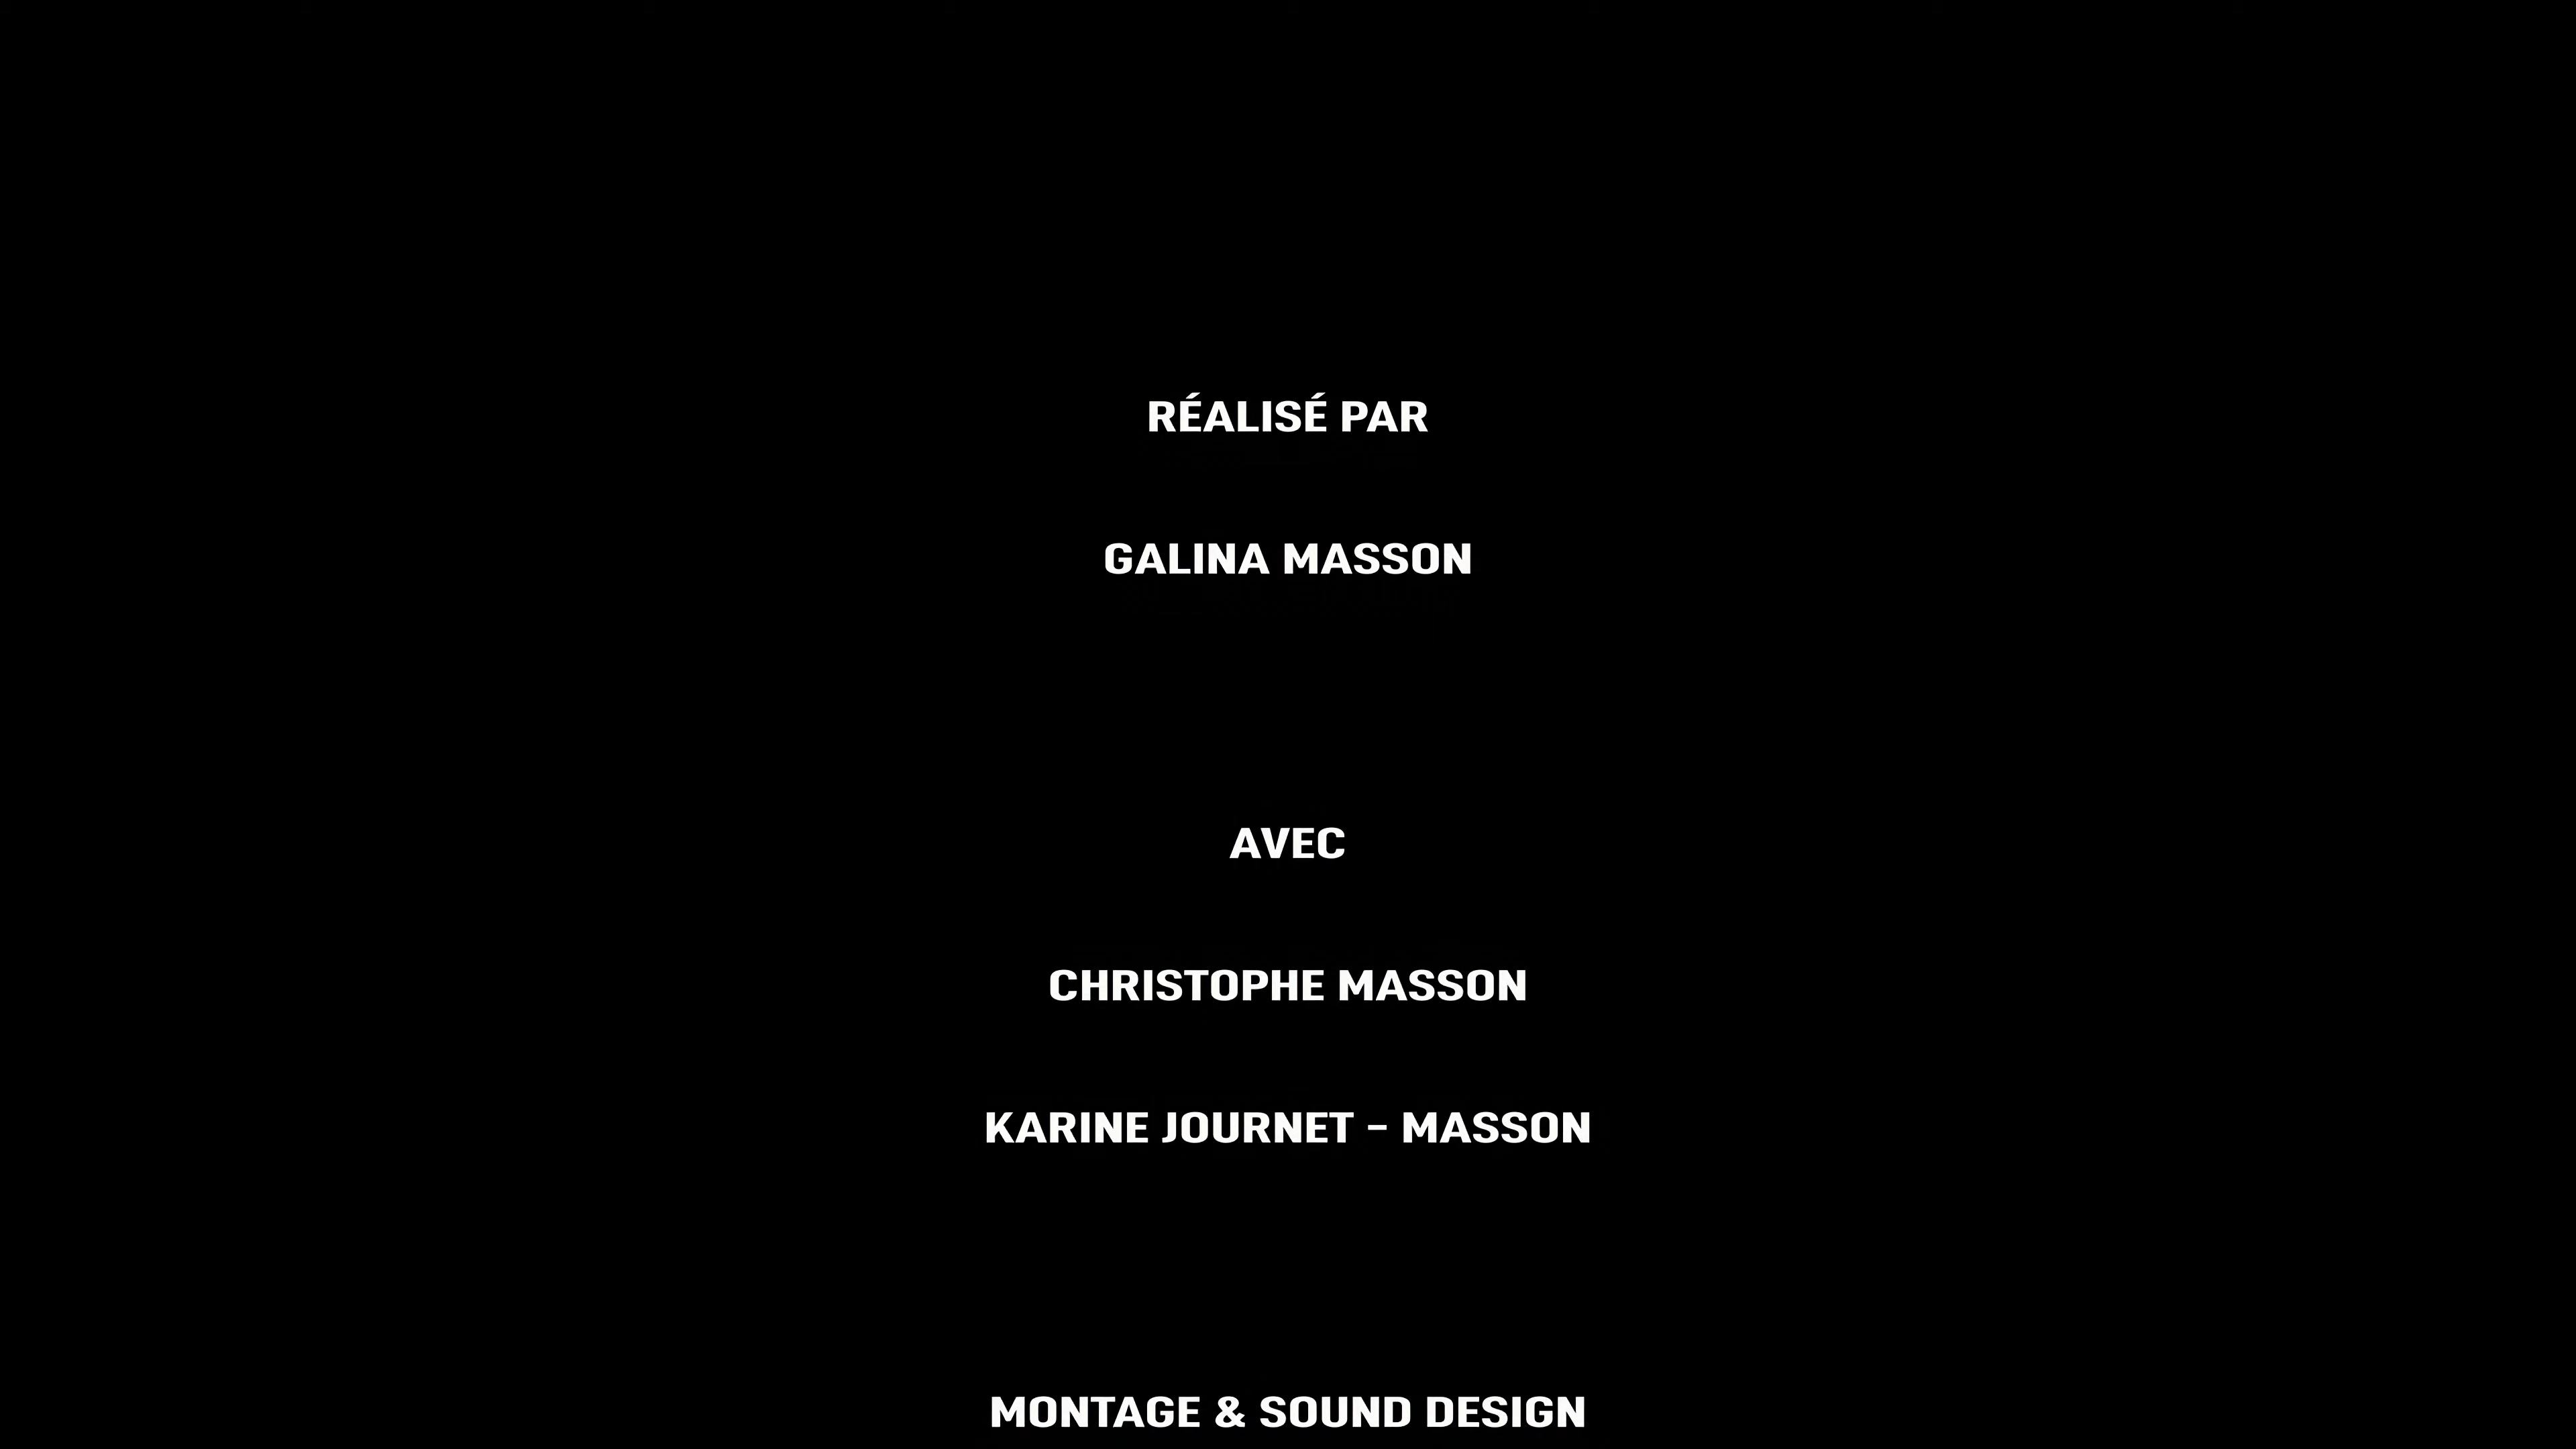 RÉALISÉ PAR
GALINA MASSON
AVEC
CHRISTOPHE MASSON
KARINE JOURNET - MASSON
MONTAGE & SOUND DESIGN